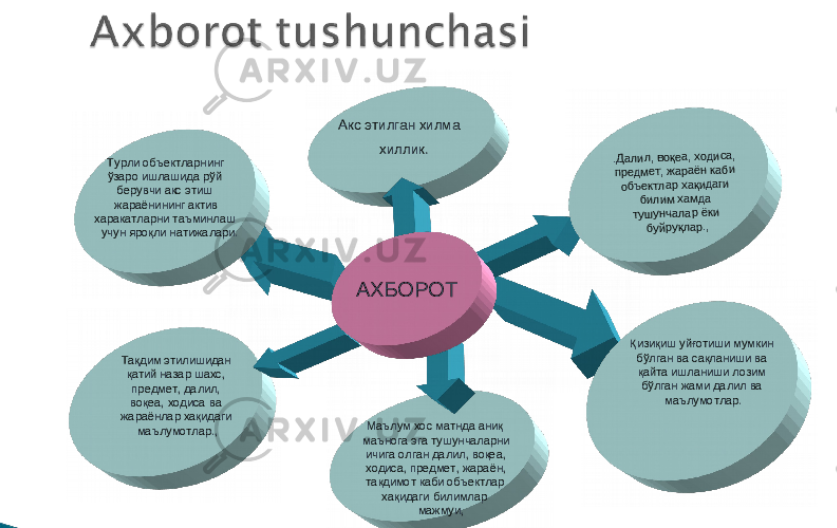 Axborot tushunchasi
ARXIV.UZ
Акс этилган хилма
хиллик.
Турли объектларнинг
ўзаро ишлашида рўй
берувчи акс этиш
жараёнининг актив
харакатларни таъминлаш
учун яроқли натижалари.
.Далил, воқеа, ходиса,
предмет, жараён каби
объектлар хақидаги
билим хамда
тушунчалар ёки
буйруқлар.,
ARXIV.UZ
АХБОРОТ
Тақдим этилишидан
қатий назар шахс,
предмет, далил,
воқеа, ходиса ва
жараёнлар хақидаги
маълумотлар.,
Қизиқиш уйғотиши мумкин
бўлган ва сақланиши ва
қайта ишланиши лозим
бўлган жами далил ва
маълумотлар.
ARXIV.UZ
Маълум хос матнда аниқ
маънога эга тушунчаларни
ичига олган далил, воқеа,
ходиса, предмет, жараён,
тақдимот каби объектлар
хақидаги билимлар
мажмуи,